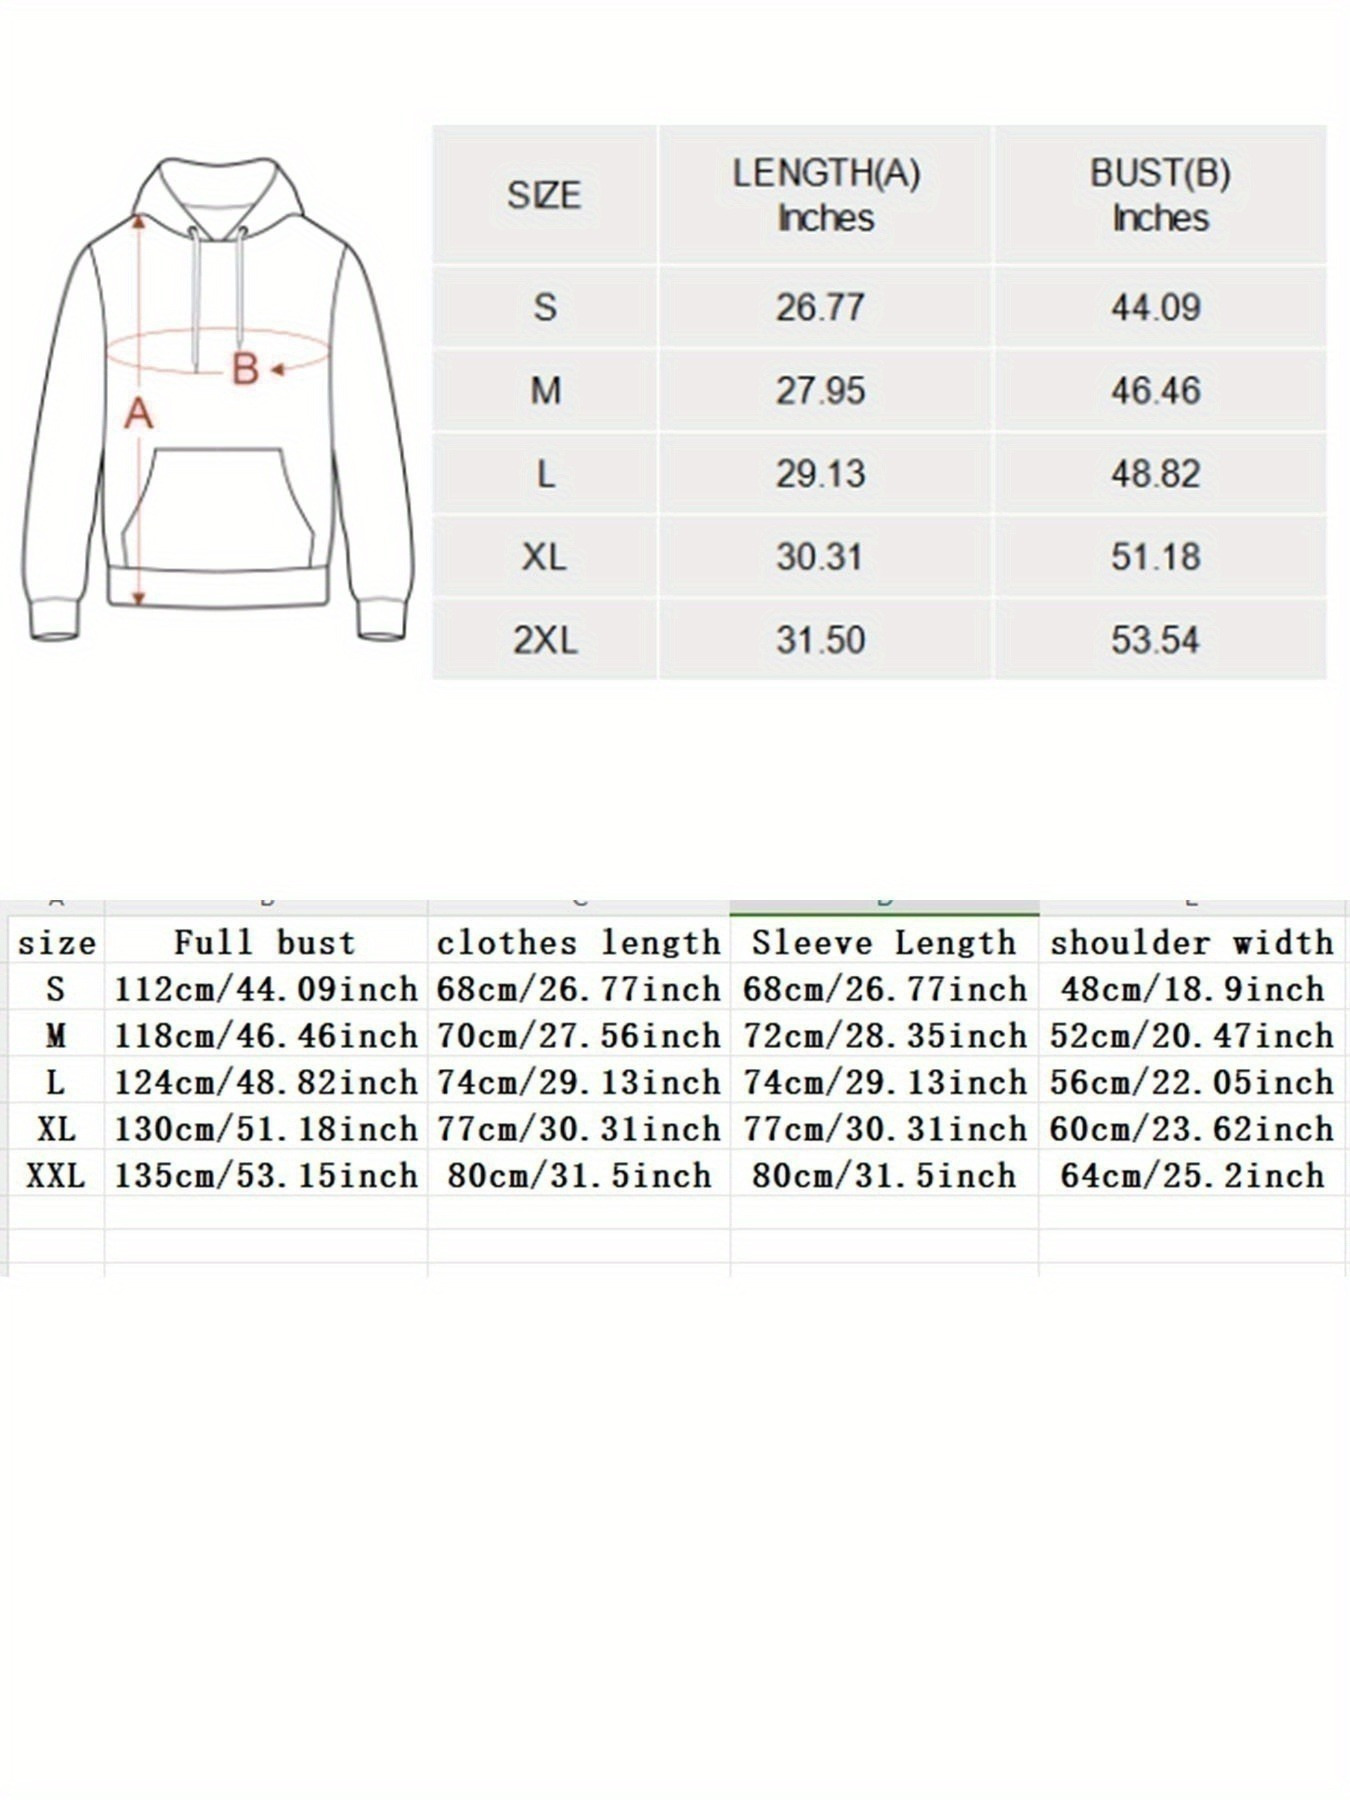 SIZE LENGTH(A) Inches BUST(B) Inches
S 26.77 44.09
M 27.95 46.46
L 29.13 48.82
XL 30.31 51.18
2XL 31.50 53.54
A
B
size Full bust clothes length Sleeve Length shoulder width
S 112cm/44.09inch 68cm/26.77inch 68cm/26.77inch 48cm/18.9inch
M 118cm/46.46inch 70cm/27.56inch 72cm/28.35inch 52cm/20.47inch
L 124cm/48.82inch 74cm/29.13inch 74cm/29.13inch 56cm/22.05inch
XL 130cm/51.18inch 77cm/30.31inch 77cm/30.31inch 60cm/23.62inch
XXL 135cm/53.15inch 80cm/31.5inch 80cm/31.5inch 64cm/25.2inch